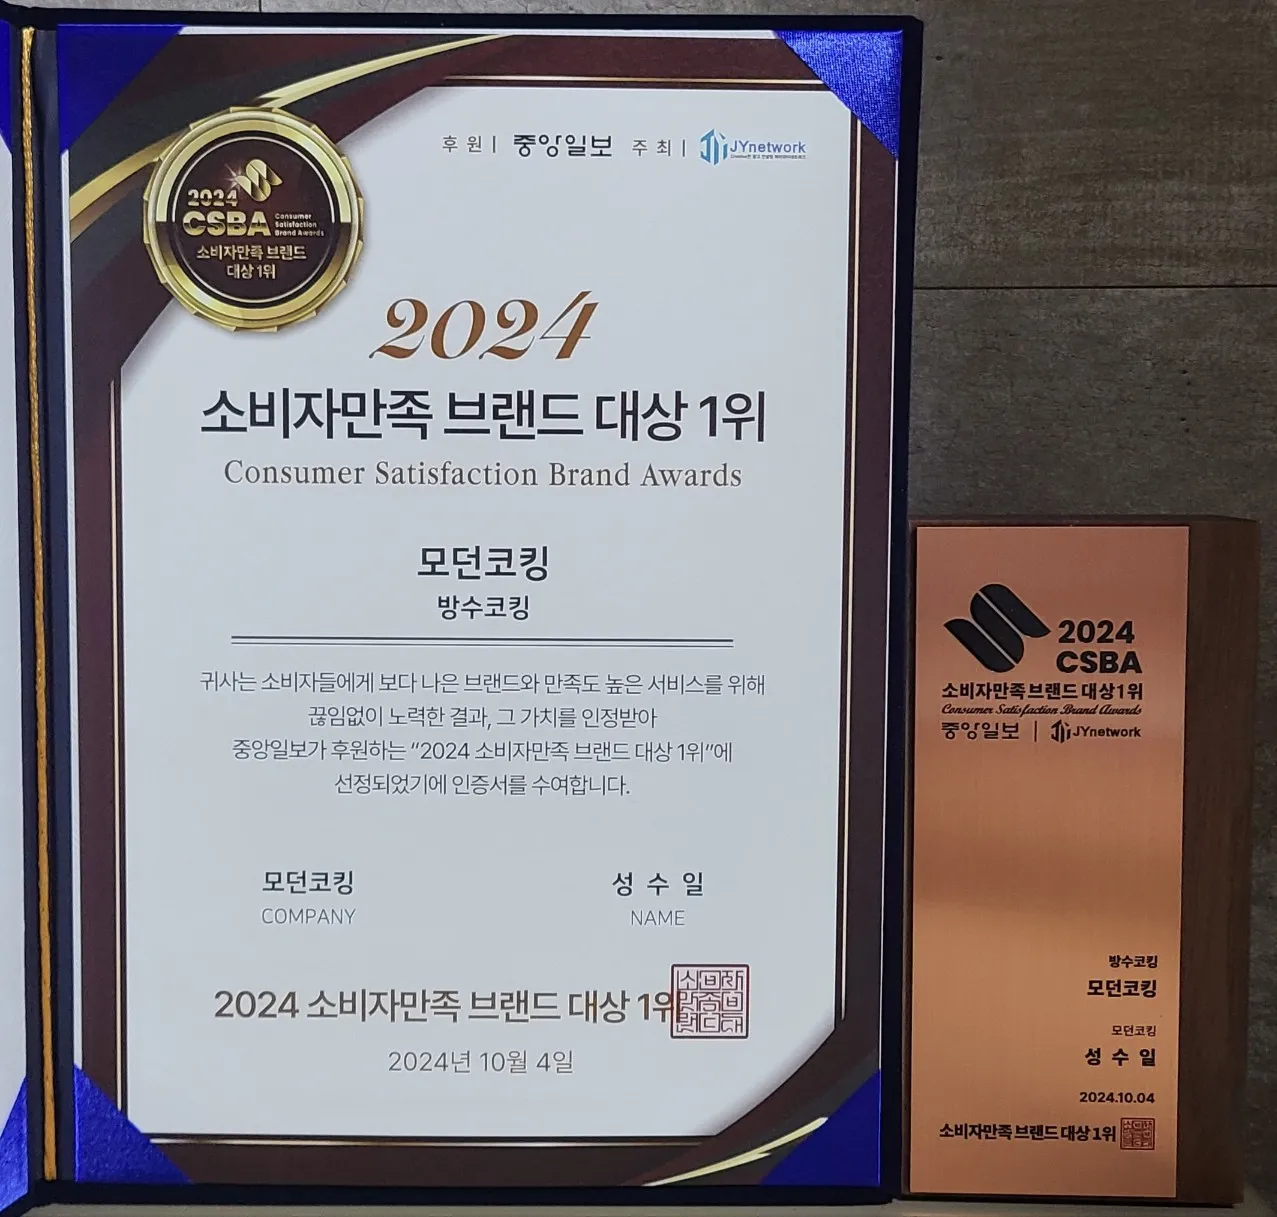 후원 | 중앙일보 주최 | JYnetwork
2024
CSBA Consumer
Satisfaction
Brand Awards
소비자만족 브랜드
대상 1위
2024
소비자만족 브랜드 대상 1위
Consumer Satisfaction Brand Awards
모던코킹
방수코킹
귀사는 소비자들에게 보다 나은 브랜드와 만족도 높은 서비스를 위해
끊임없이 노력한 결과, 그 가치를 인정받아
중앙일보가 후원하는 “2024 소비자만족 브랜드 대상 1위”에
선정되었기에 인증서를 수여합니다.
모던코킹
COMPANY
성 수 일
NAME
2024 소비자만족 브랜드 대상 1위
2024년 10월 4일
2024
CSBA
소비자만족 브랜드 대상 1위
Consumer Satisfaction Brand Awards
중앙일보 | JYnetwork
방수코킹
모던코킹
모던코킹
성 수 일
2024.10.04
소비자만족 브랜드 대상 1위